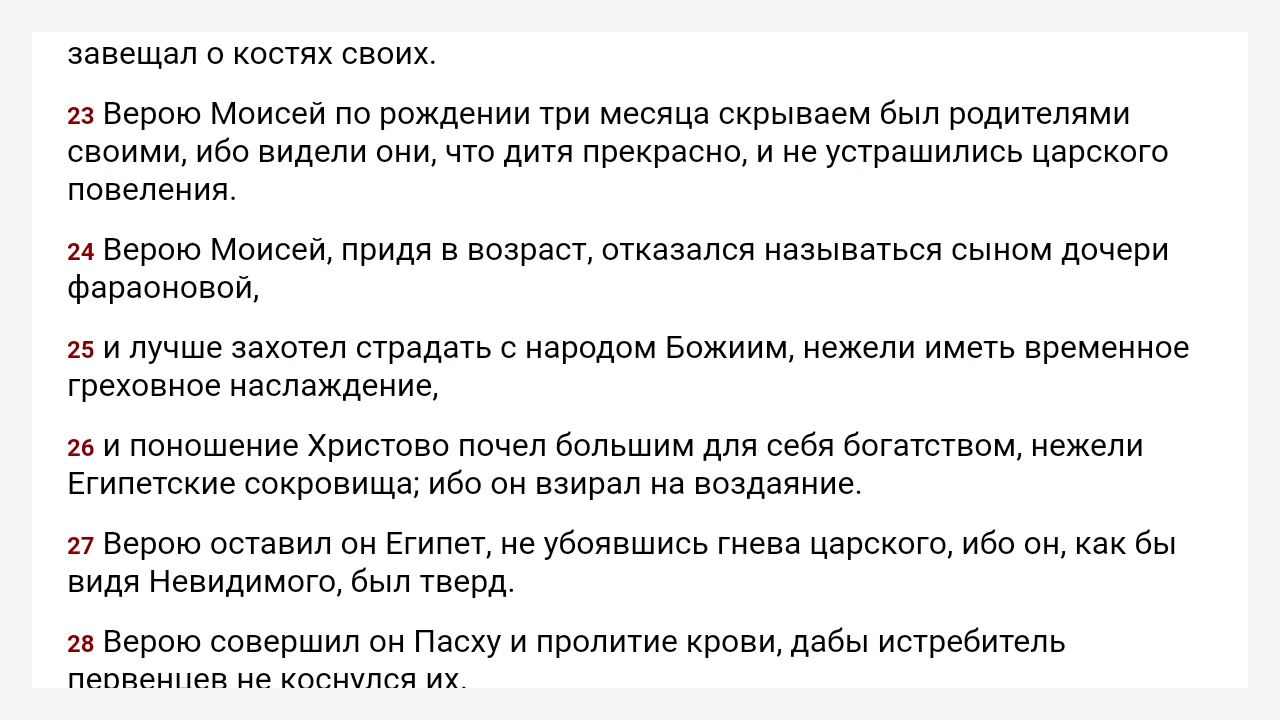 завещал о костях своих.
23 Верою Моисей по рождении три месяца скрываем был родителями
своими, ибо видели они, что дитя прекрасно, и не устрашились царского
повеления.
24 Верою Моисей, придя в возраст, отказался называться сыном дочери
фараоновой,
25 и лучше захотел страдать с народом Божиим, нежели иметь временное
греховное наслаждение,
26 и поношение Христово почел большим для себя богатством, нежели
Египетские сокровища; ибо он взирал на воздаяние.
27 Верою оставил он Египет, не убоявшись гнева царского, ибо он, как бы
видя Невидимого, был тверд.
28 Верою совершил он Пасху и пролитие крови, дабы истребитель
первенцев не коснулся их.